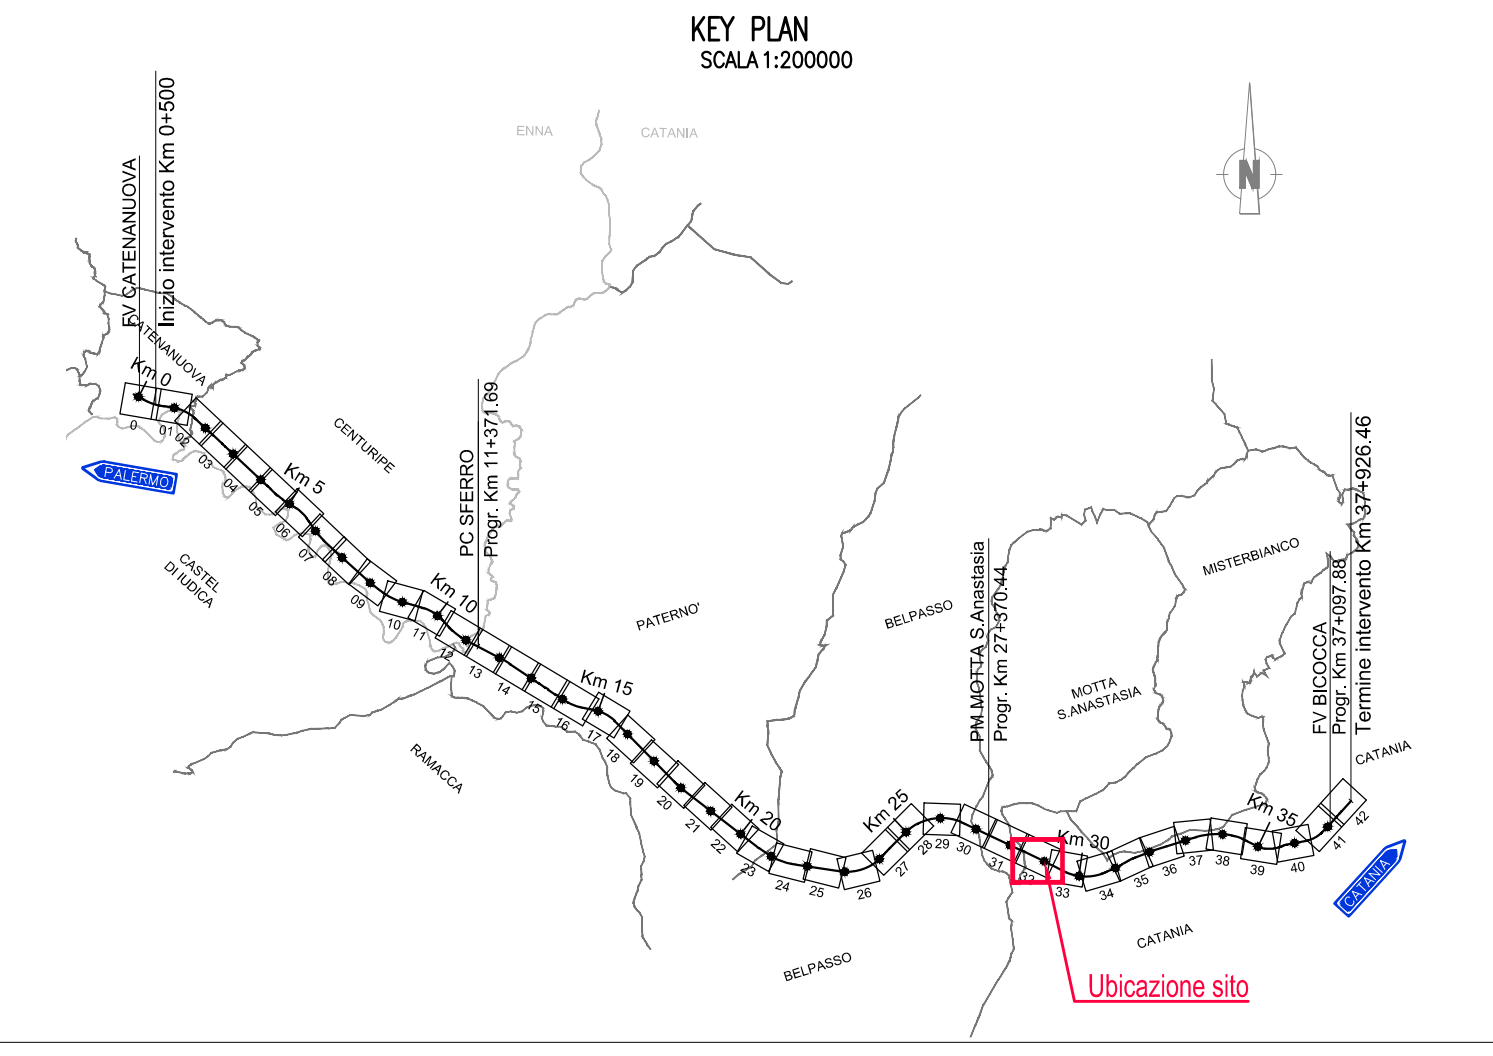 KEY PLAN
SCALA 1:200000
ENNA
CATANIA
N
FV CATENANUOVA
Inizio intervento Km 0+500
CATENANUOVA
Km 0
CENTURIPE
PALERMO
Km 5
PC SFERRO
Progr. Km 11+371.69
CASTEL
DI IUDICA
Km 10
PATERNO'
BELPASSO
PM MOTTA S.Anastasia
Progr. Km 27+370.44
MISTERBIANCO
MOTTA
S.ANASTASIA
FV BICOCCA
Progr. Km 37+097.88
Termine intervento Km 37+926.46
CATANIA
Km 15
RAMACCA
Km 20
Km 25
Km 30
Km 35
0
01
02
03
04
05
06
07
08
09
10
11
12
13
14
15
16
17
18
19
20
21
22
23
24
25
26
27
28
29
30
31
32
33
34
35
36
37
38
39
40
41
42
CATANIA
CATANIA
BELPASSO
Ubicazione sito